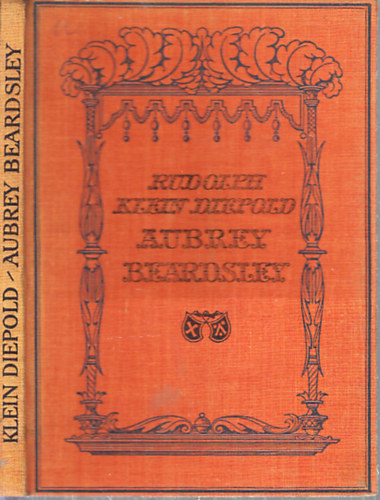 KLEIN DIEPOLD - AUBREY BEARDSLEY
RUDOLPH
KLEIN DIEPOLD
AUBREY
BEARDSLEY